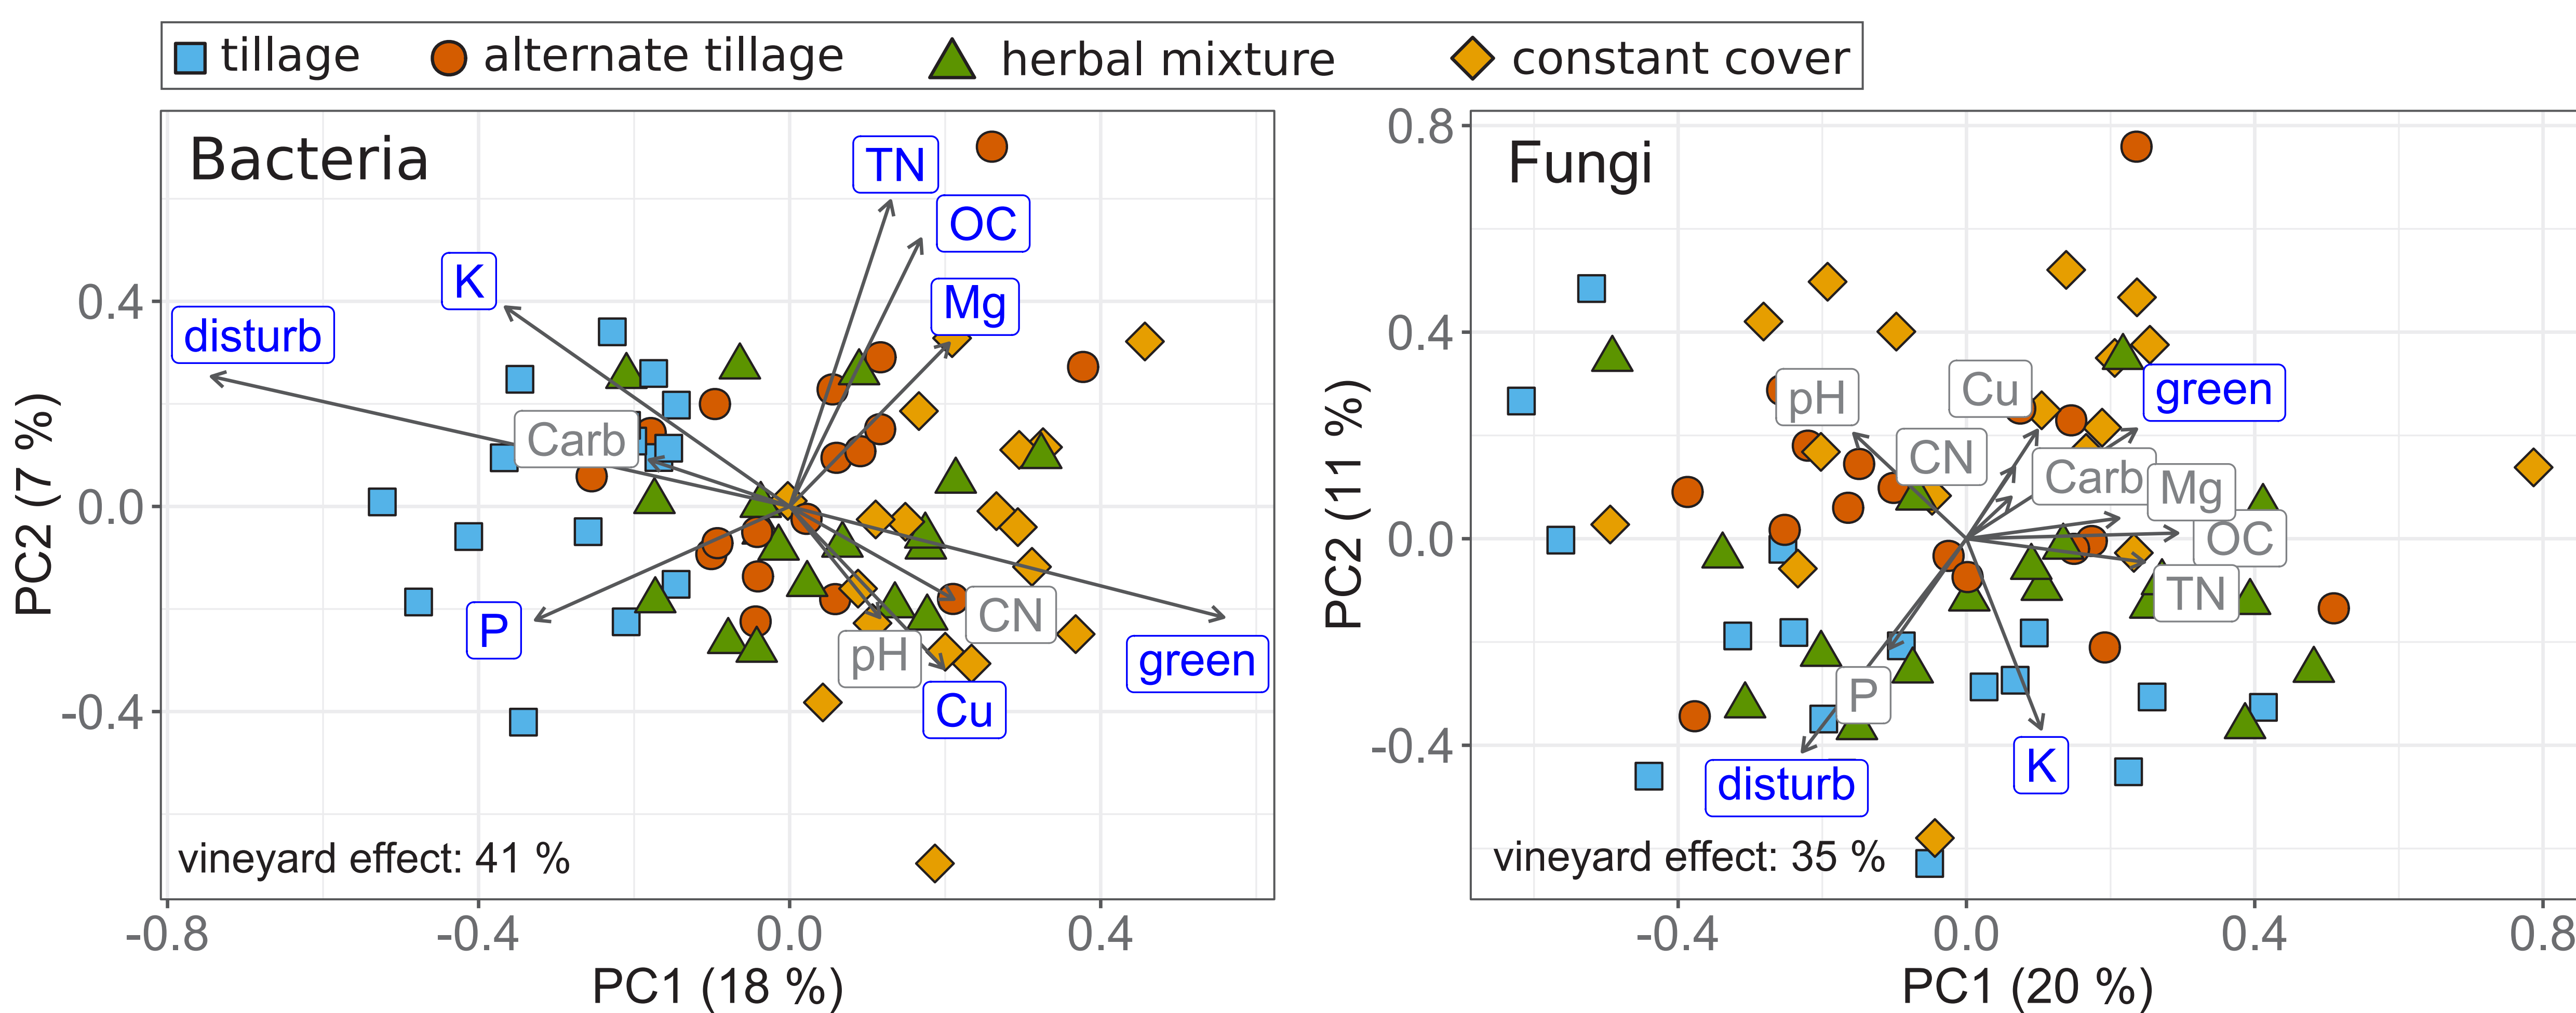 tillage alternate tillage herbal mixture constant cover
Bacteria
TN
OC
K
Mg
disturb
Carb
P
CN
pH
green
Cu
vineyard effect: 41 %
0.4
0.0
-0.4
PC2 (7 %)
-0.8 -0.4 0.0 0.4
PC1 (18 %)
Fungi
pH
Cu
green
CN
Carb
Mg
OC
TN
P
K
disturb
vineyard effect: 35 %
0.8
0.4
0.0
-0.4
PC2 (11 %)
-0.4 0.0 0.4 0.8
PC1 (20 %)